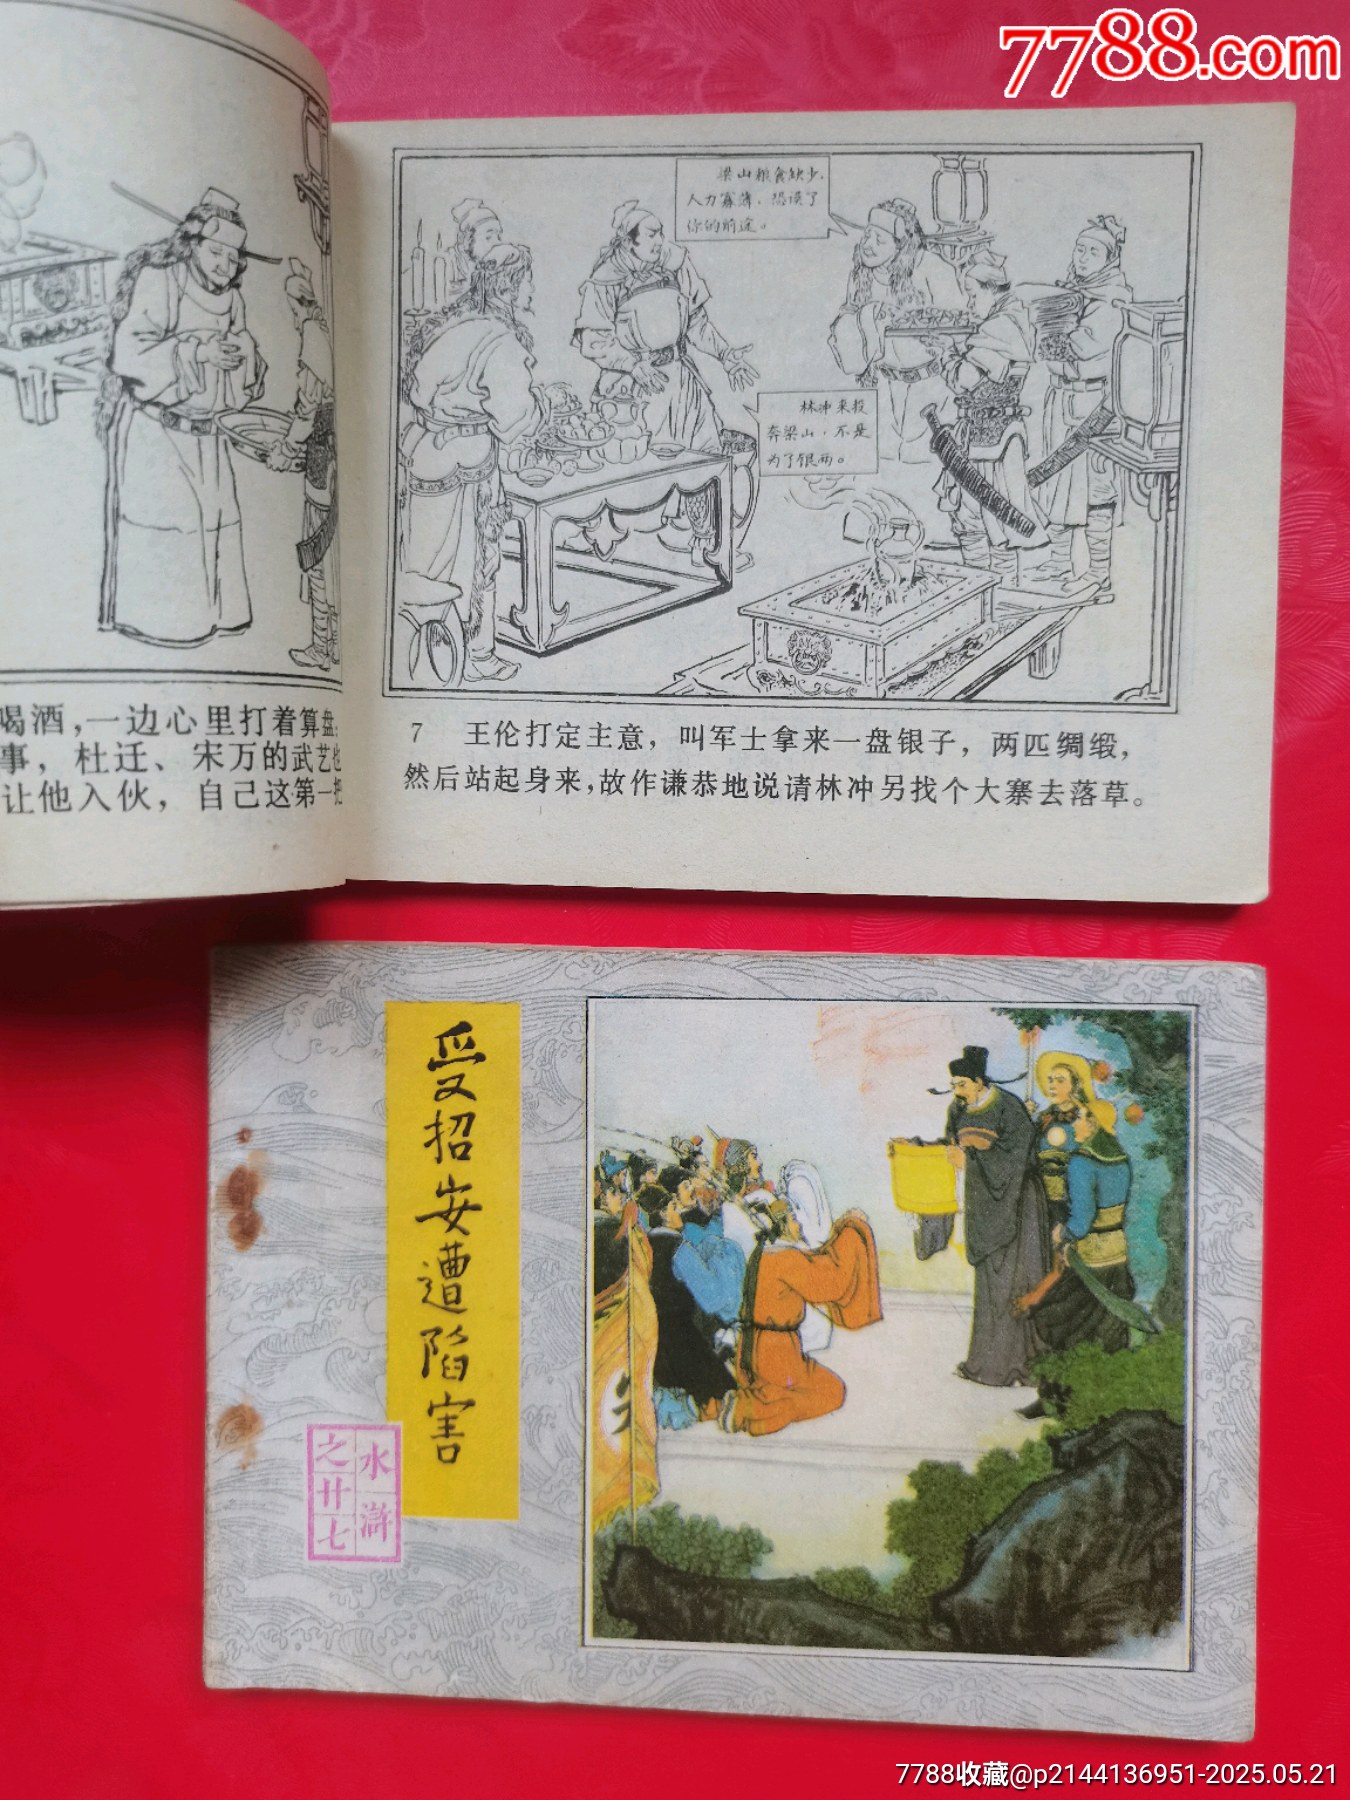 7788.com
梁山粮食缺少，
人力寡薄，恐误了
你的前途。
林冲来投
奔梁山，不是
为了银两。
喝酒，一边心里打着算盘：
事，杜迁、宋万的武艺也
让他入伙，自己这第一把
7 王伦打定主意，叫军士拿来一盘银子，两匹绸缎，
然后站起身来，故作谦恭地说请林冲另找个大寨去落草。
受招安遭陷害
水浒
之廿七
7788收藏@p2144136951-2025.05.21